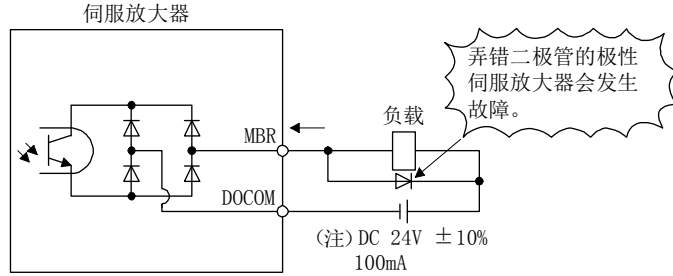 伺服放大器
弄错二极管的极性
伺服放大器会发生
故障。
负载
MBR
DOCOM
(注)DC 24V ±10%
100mA